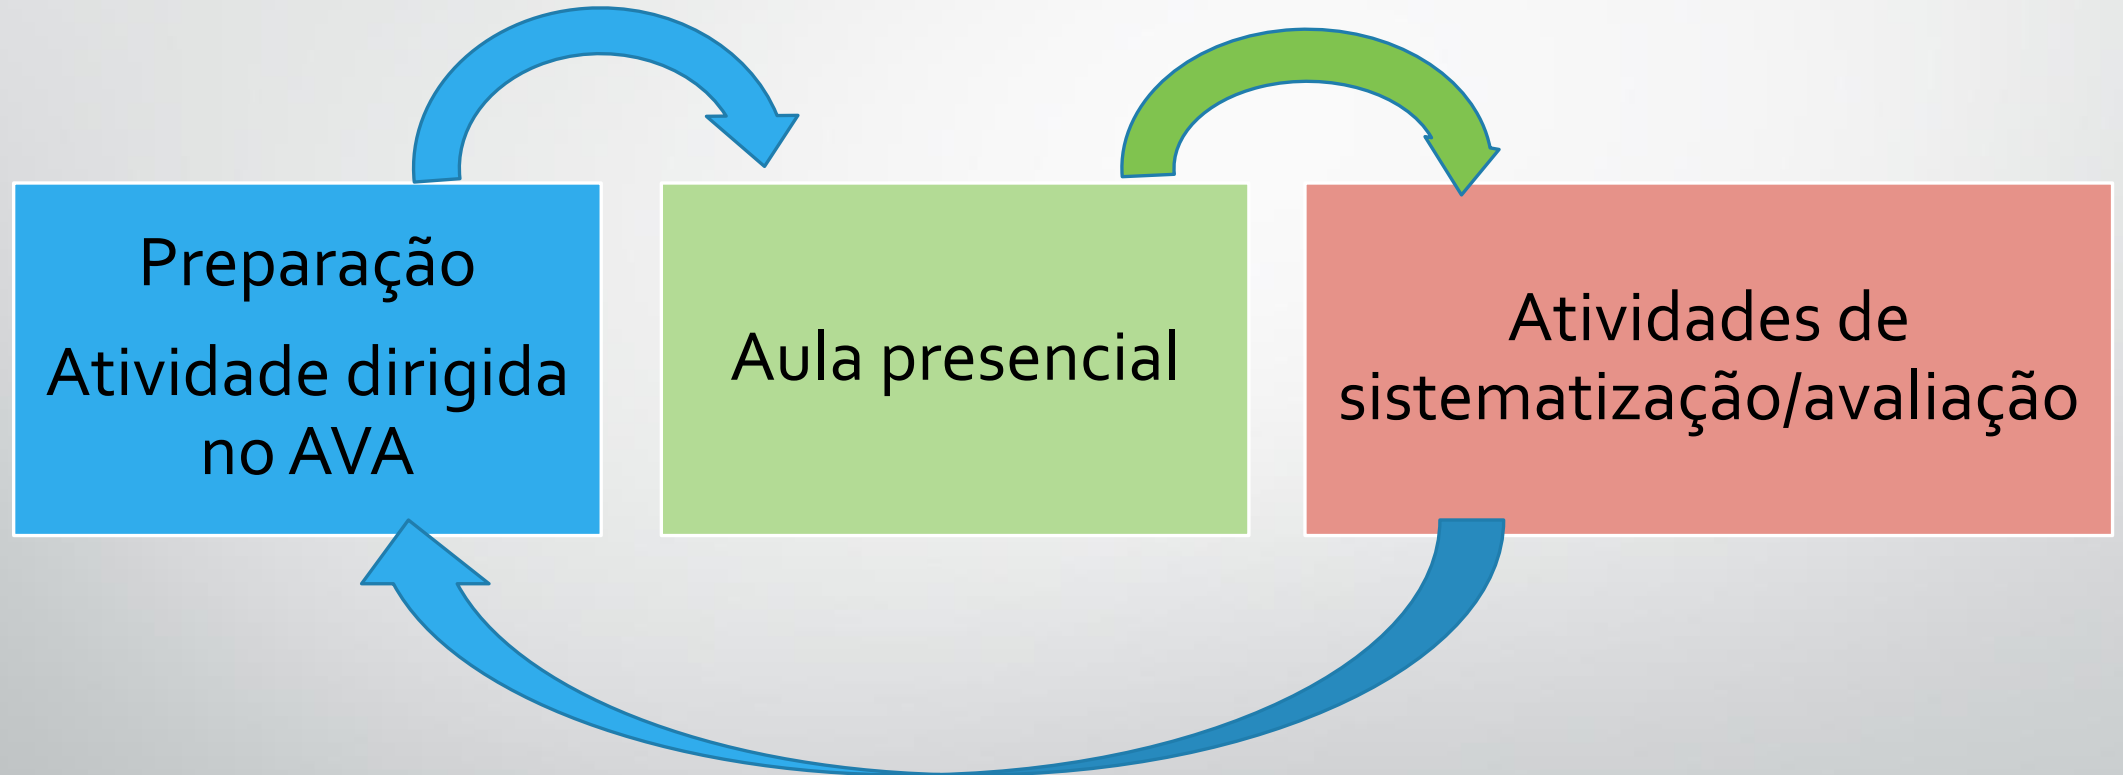 Preparação
Atividade dirigida
no AVA
Aula presencial
Atividades de
sistematização/avaliação